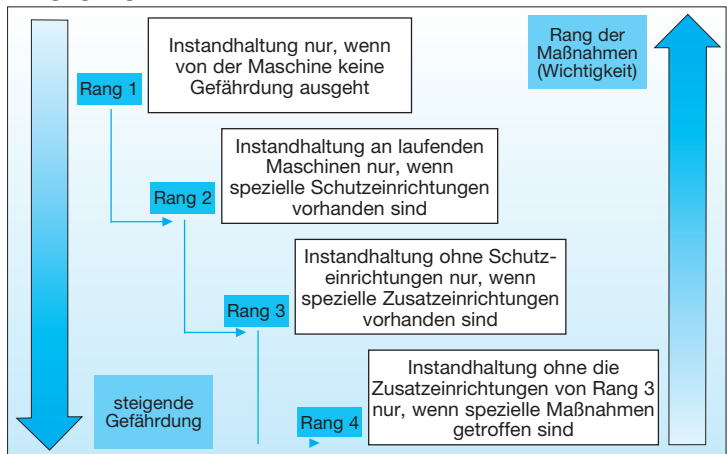 Instandhaltung nur, wenn
von der Maschine keine
Gefährdung ausgeht
Rang der
Maßnahmen
(Wichtigkeit)
Rang 1
Instandhaltung an laufenden
Maschinen nur, wenn
spezielle Schutzeinrichtungen
vorhanden sind
Rang 2
Instandhaltung ohne Schutz-
einrichtungen nur, wenn
spezielle Zusatzeinrichtungen
vorhanden sind
Rang 3
Instandhaltung ohne die
Zusatzeinrichtungen von Rang 3
nur, wenn spezielle Maßnahmen
getroffen sind
steigende
Gefährdung
Rang 4